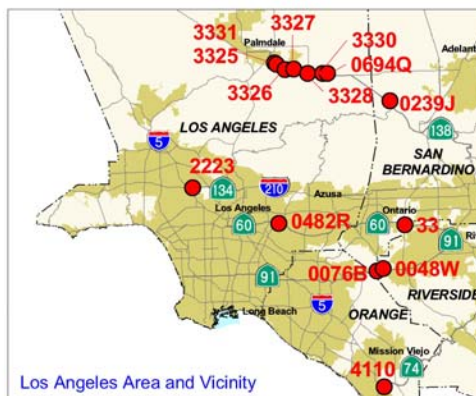 3327
3331
Palmdale
3330
3325
0694Q
Adelant
3326
3328
0239J
LOS ANGELES
138
5
SAN
BERNARDINO
2223
134
210
Azusa
Los Angeles
Ontario
60
0482R
60
33
91
Ri
0076B
0048W
91
RIVERSIDE
5
Long Beach
ORANGE
Mission Viejo
74
4110
Los Angeles Area and Vicinity